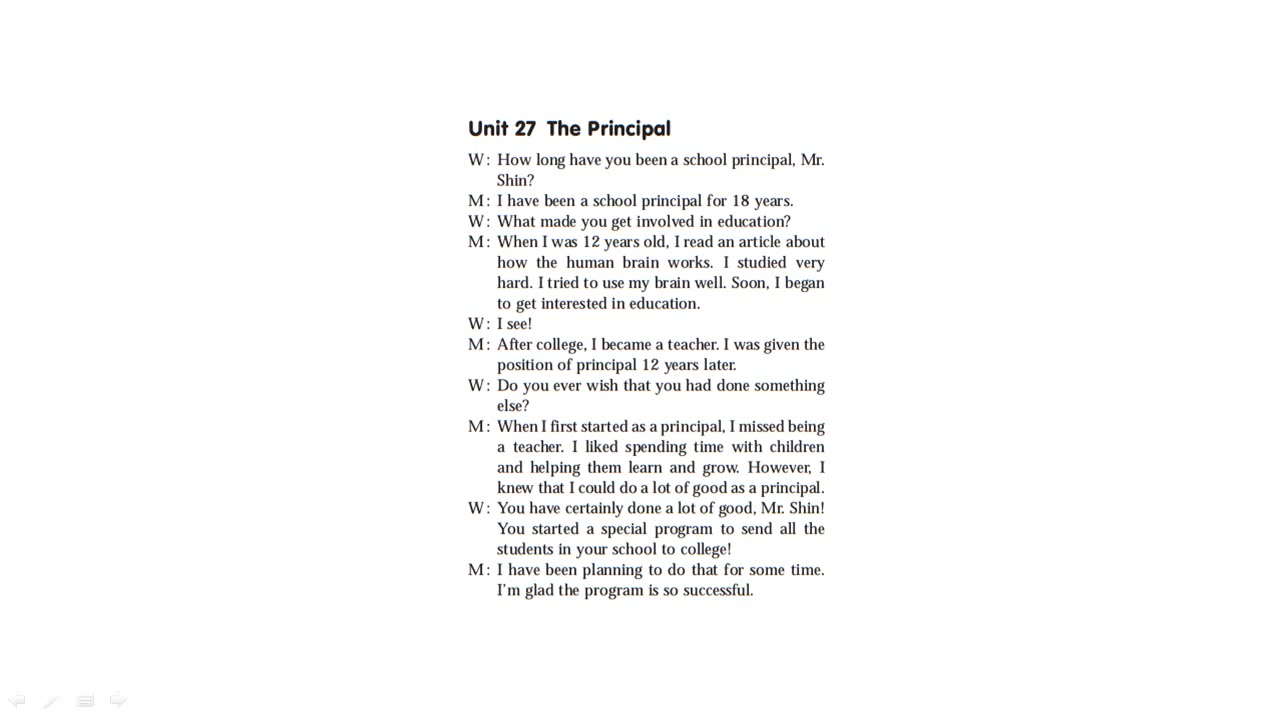 Unit 27 The Principal
W: How long have you been a school principal, Mr.
Shin?
M: I have been a school principal for 18 years.
W: What made you get involved in education?
M: When I was 12 years old, I read an article about
how the human brain works. I studied very
hard. I tried to use my brain well. Soon, I began
to get interested in education.
W: I see!
M: After college, I became a teacher. I was given the
position of principal 12 years later.
W: Do you ever wish that you had done something
else?
M: When I first started as a principal, I missed being
a teacher. I liked spending time with children
and helping them learn and grow. However, I
knew that I could do a lot of good as a principal.
W: You have certainly done a lot of good, Mr. Shin!
You started a special program to send all the
students in your school to college!
M: I have been planning to do that for some time.
I'm glad the program is so successful.